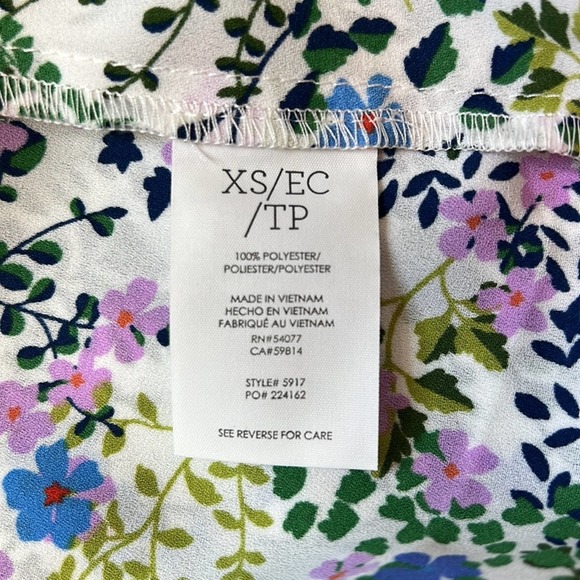 XS/EC
/TP
100% POLYESTER/
POLIESTER/POLYESTER
MADE IN VIETNAM
HECHO EN VIETNAM
FABRIQUÉ AU VIETNAM
RN#54077
CA#59814
STYLE# 5917
PO# 224162
SEE REVERSE FOR CARE